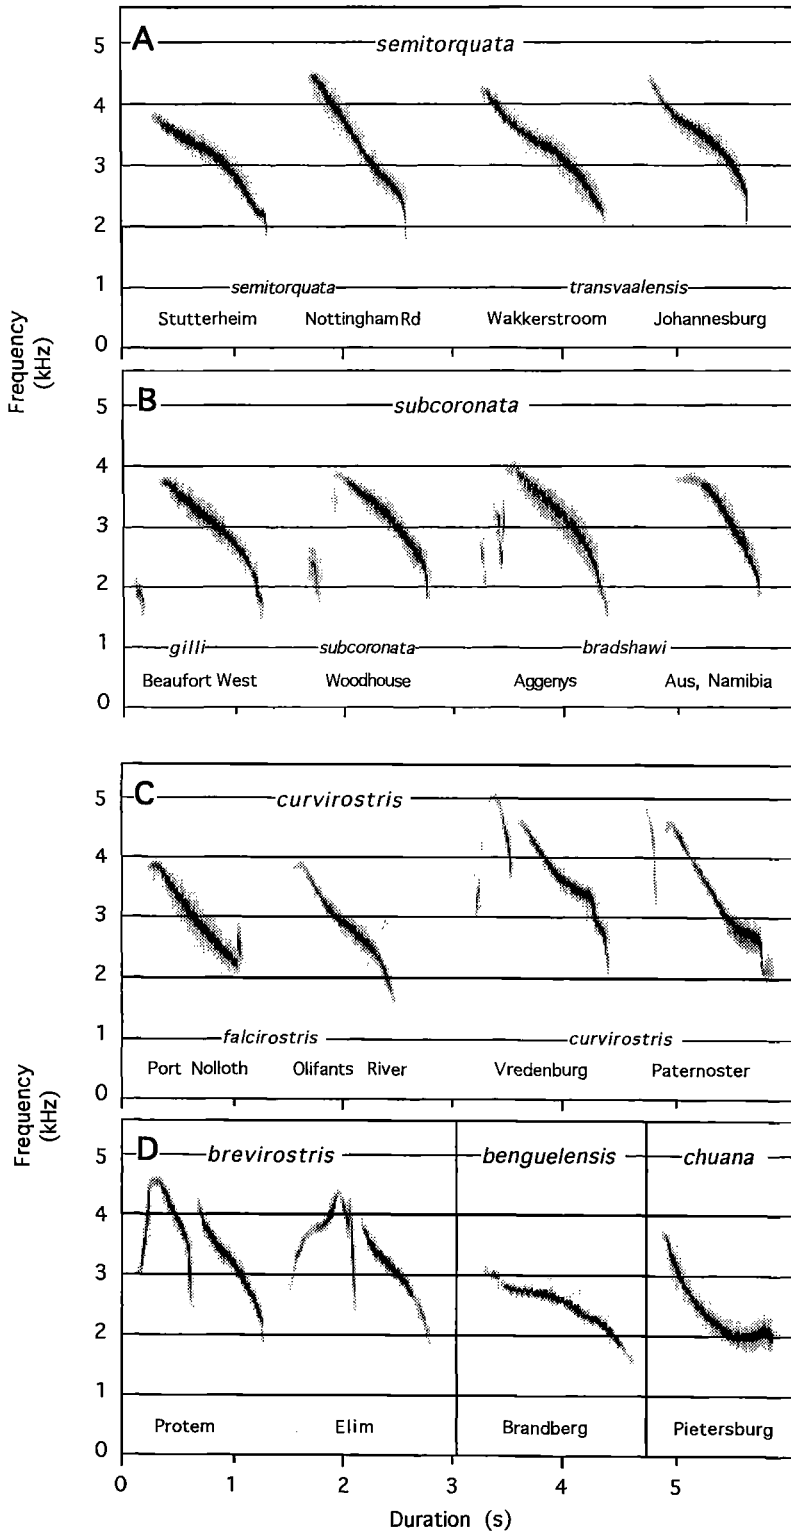 A
semitorquata
5
4
3
2
1
0
semitorquata
transvaalensis
Stutterheim
Nottingham Rd
Wakkerstroom
Johannesburg
Frequency
(kHz)
B
subcoronata
5
4
3
2
1
0
gilli
subcoronata
bradshawi
Beaufort West
Woodhouse
Aggenys
Aus, Namibia
C
curvirostris
5
4
3
2
1
0
falcirostris
curvirostris
Port Nolloth
Olifants River
Vredenburg
Paternoster
Frequency
(kHz)
D
brevirostris
benguelensis
chuana
5
4
3
2
1
0
Protem
Elim
Brandberg
Pietersburg
0 1 2 3 4 5
Duration (s)